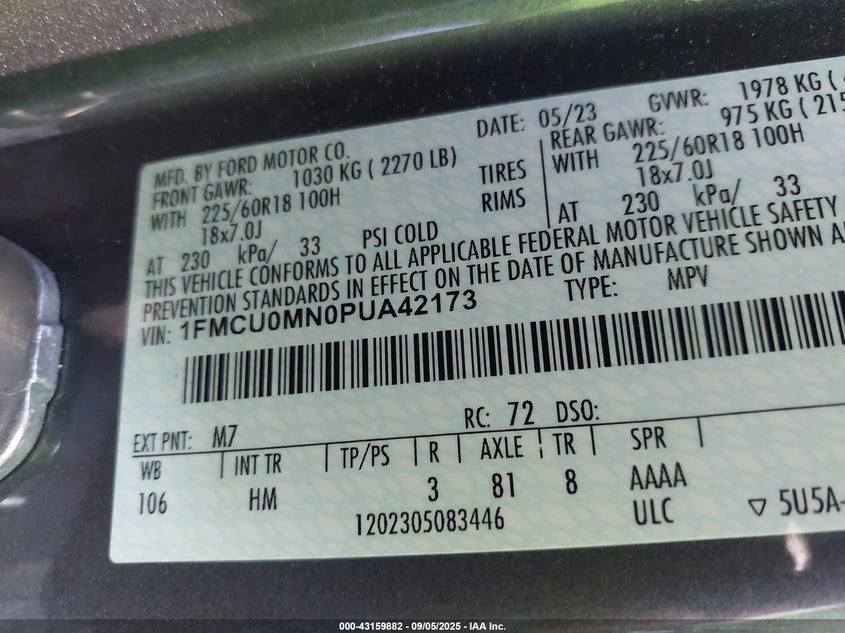 MFD. BY FORD MOTOR CO.
DATE: 05/23 GVWR: 1978 KG (
FRONT GAWR: 1030 KG ( 2270 LB)
REAR GAWR: 975 KG ( 215
WITH 225/60R18 100H TIRES WITH 225/60R18 100H
18x7.0J RIMS 18x7.0J
AT 230 kPa/ 33 PSI COLD AT 230 kPa/ 33
THIS VEHICLE CONFORMS TO ALL APPLICABLE FEDERAL MOTOR VEHICLE SAFETY
PREVENTION STANDARDS IN EFFECT ON THE DATE OF MANUFACTURE SHOWN
VIN: 1FMCU0MN0PUA42173 TYPE: MPV
RC: 72 DSO:
EXT PNT: M7
WB INT TR TP/PS R AXLE TR SPR
106 HM 3 81 8 AAAA
1202305083446 ULC ▽ 5U5A-
000-43159882 - 09/05/2025 - IAA Inc.